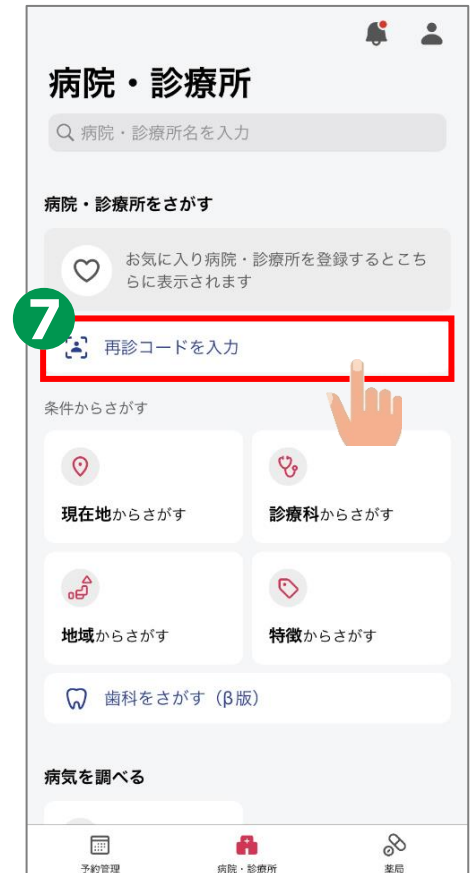 病院・診療所
病院・診療所名を入力
病院・診療所をさがす
お気に入り病院・診療所を登録するとこち
らに表示されます
7
再診コードを入力
条件からさがす
現在地からさがす
診療科からさがす
地域からさがす
特徴からさがす
歯科をさがす（β版）
病気を調べる
予約管理
病院・診療所
薬局